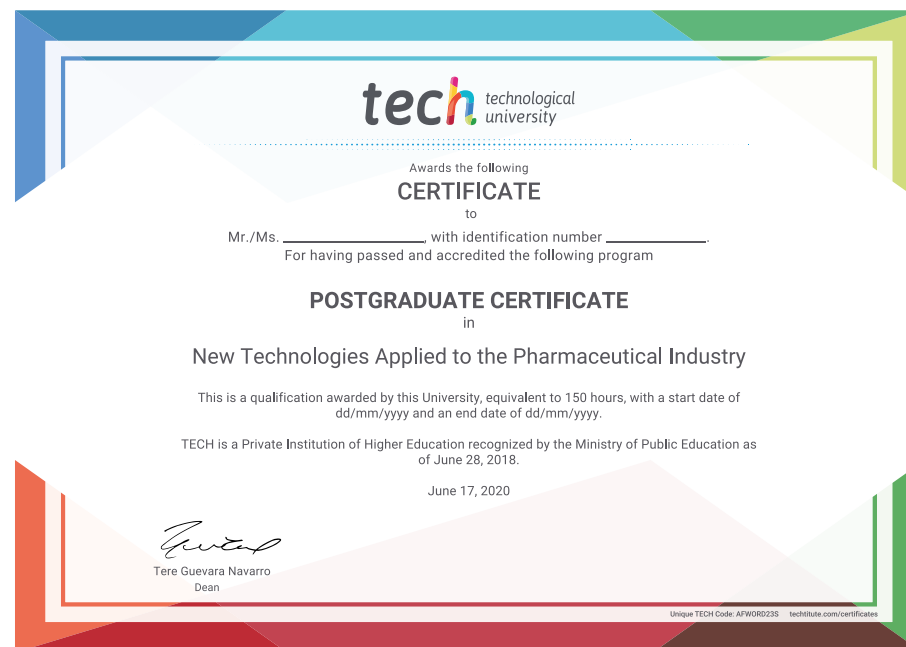 tech technological
university
Awards the following
CERTIFICATE
to
Mr./Ms. ________________, with identification number ____________.
For having passed and accredited the following program
POSTGRADUATE CERTIFICATE
in
New Technologies Applied to the Pharmaceutical Industry
This is a qualification awarded by this University, equivalent to 150 hours, with a start date of
dd/mm/yyyy and an end date of dd/mm/yyyy.
TECH is a Private Institution of Higher Education recognized by the Ministry of Public Education as
of June 28, 2018.
June 17, 2020
Tere Guevara Navarro
Dean
Unique TECH Code: AFWORD23S techtitute.com/certificates